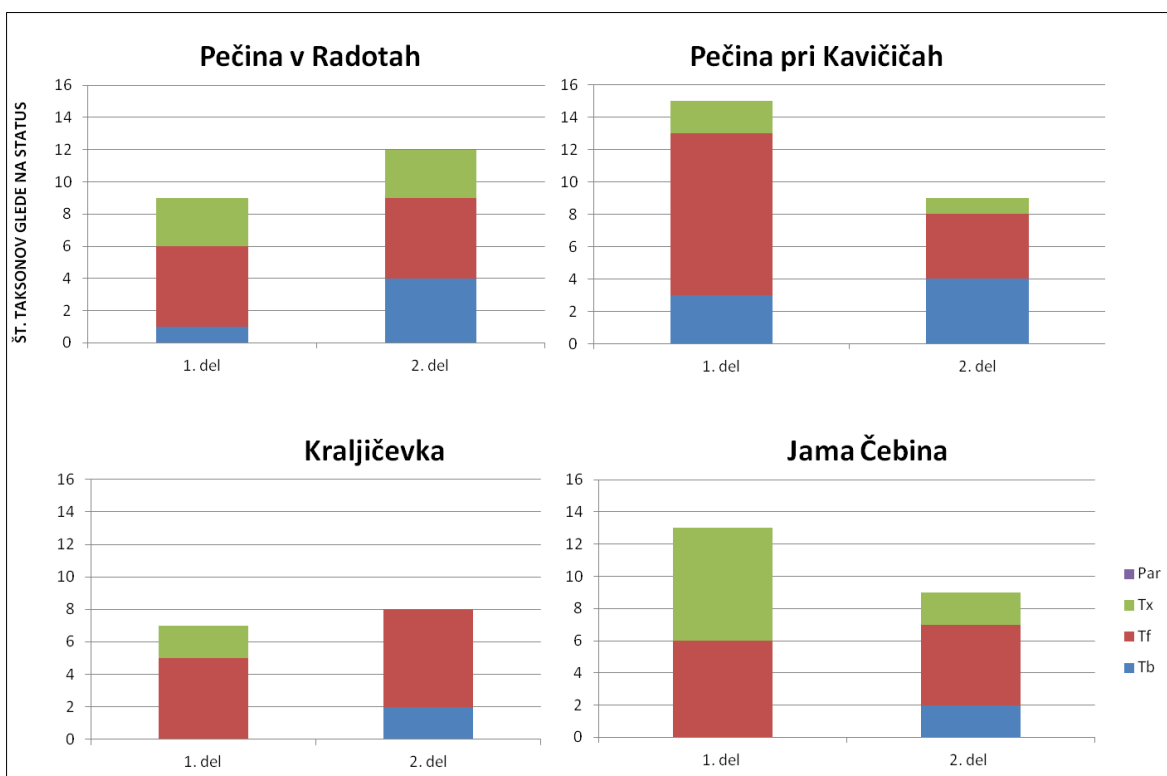 Pečina v Radotah
ŠT. TAKSONOV GLEDE NA STATUS
16
14
12
10
8
6
4
2
0
1. del 2. del
Pečina pri Kavičičah
16
14
12
10
8
6
4
2
0
1. del 2. del
Kraljičevka
16
14
12
10
8
6
4
2
0
1. del 2. del
Jama Čebina
16
14
12
10
8
6
4
2
0
1. del 2. del
Par
Tx
Tf
Tb